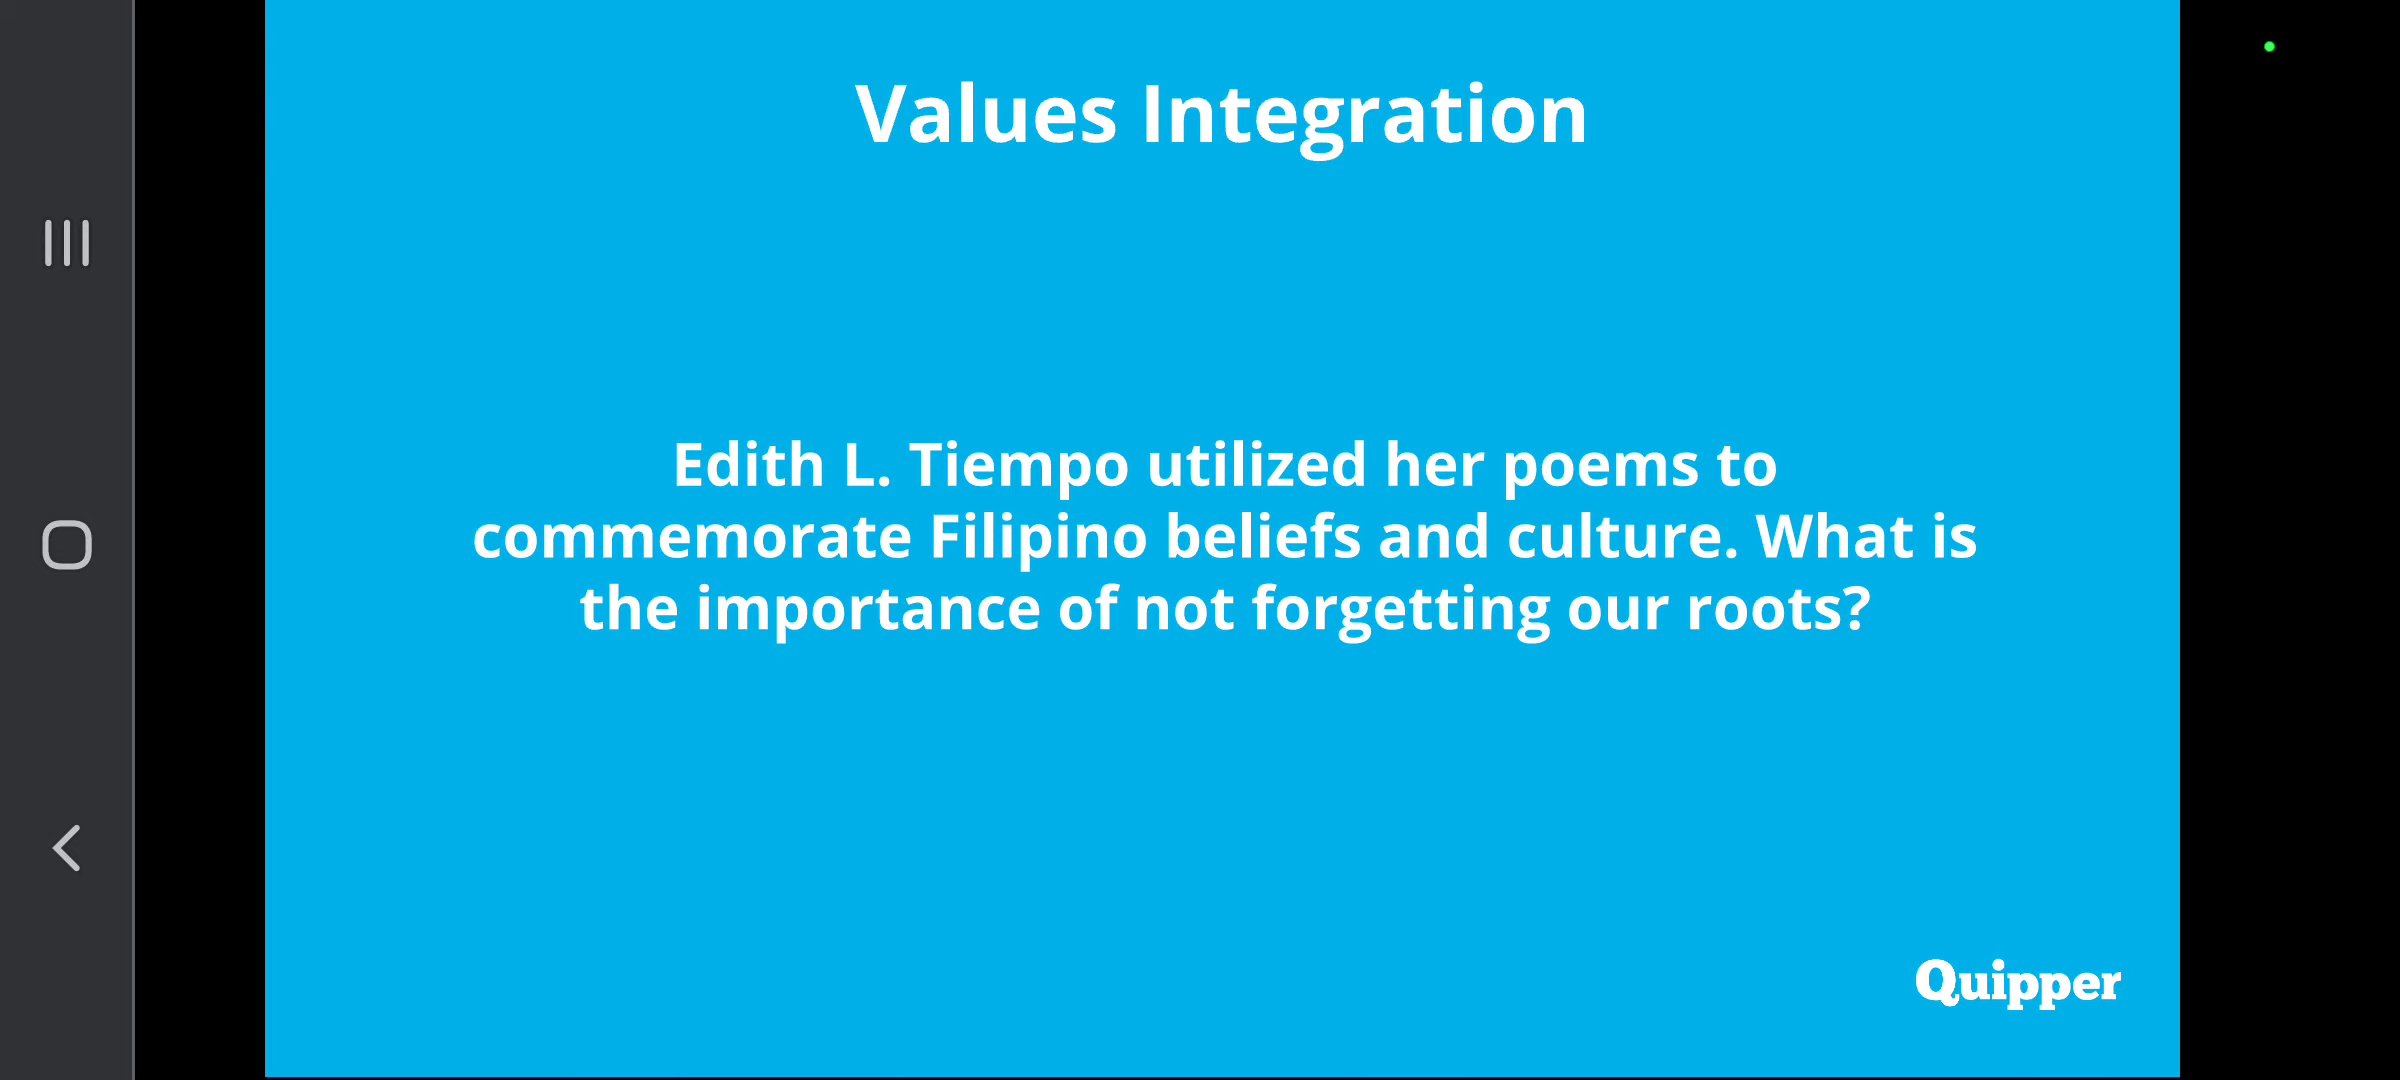 Values Integration
Edith L. Tiempo utilized her poems to
commemorate Filipino beliefs and culture. What is
the importance of not forgetting our roots?
Quipper